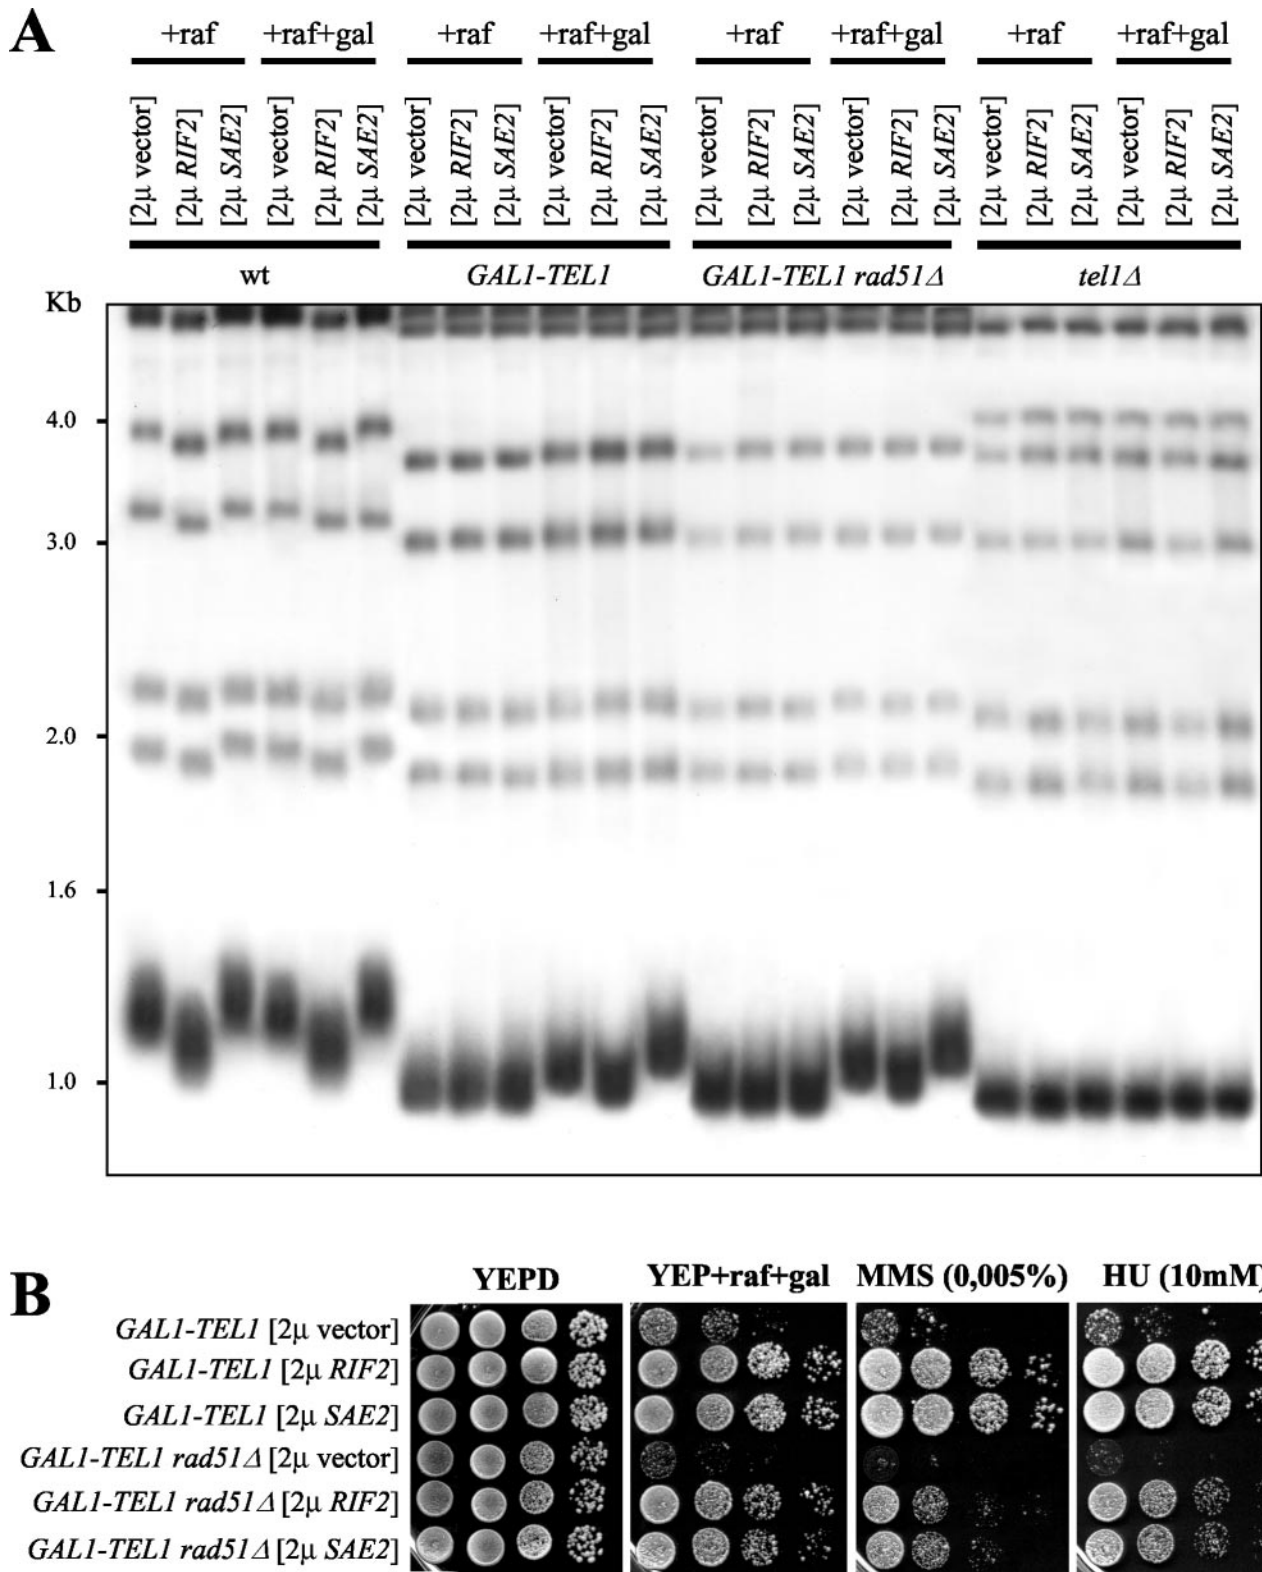 A
+raf +raf+gal +raf +raf+gal +raf +raf+gal +raf +raf+gal
[2μ vector] [2μ RIF2] [2μ SAE2] [2μ vector] [2μ RIF2] [2μ SAE2] [2μ vector] [2μ RIF2] [2μ SAE2] [2μ vector] [2μ RIF2] [2μ SAE2] [2μ vector] [2μ RIF2] [2μ SAE2] [2μ vector] [2μ RIF2] [2μ SAE2] [2μ vector] [2μ RIF2] [2μ SAE2] [2μ vector] [2μ RIF2] [2μ SAE2]
wt GAL1-TEL1 GAL1-TEL1 rad51Δ tel1Δ
Kb
4.0
3.0
2.0
1.6
1.0
B
YEPD YEP+raf+gal MMS (0,005%) HU (10mM)
GAL1-TEL1 [2μ vector]
GAL1-TEL1 [2μ RIF2]
GAL1-TEL1 [2μ SAE2]
GAL1-TEL1 rad51Δ [2μ vector]
GAL1-TEL1 rad51Δ [2μ RIF2]
GAL1-TEL1 rad51Δ [2μ SAE2]